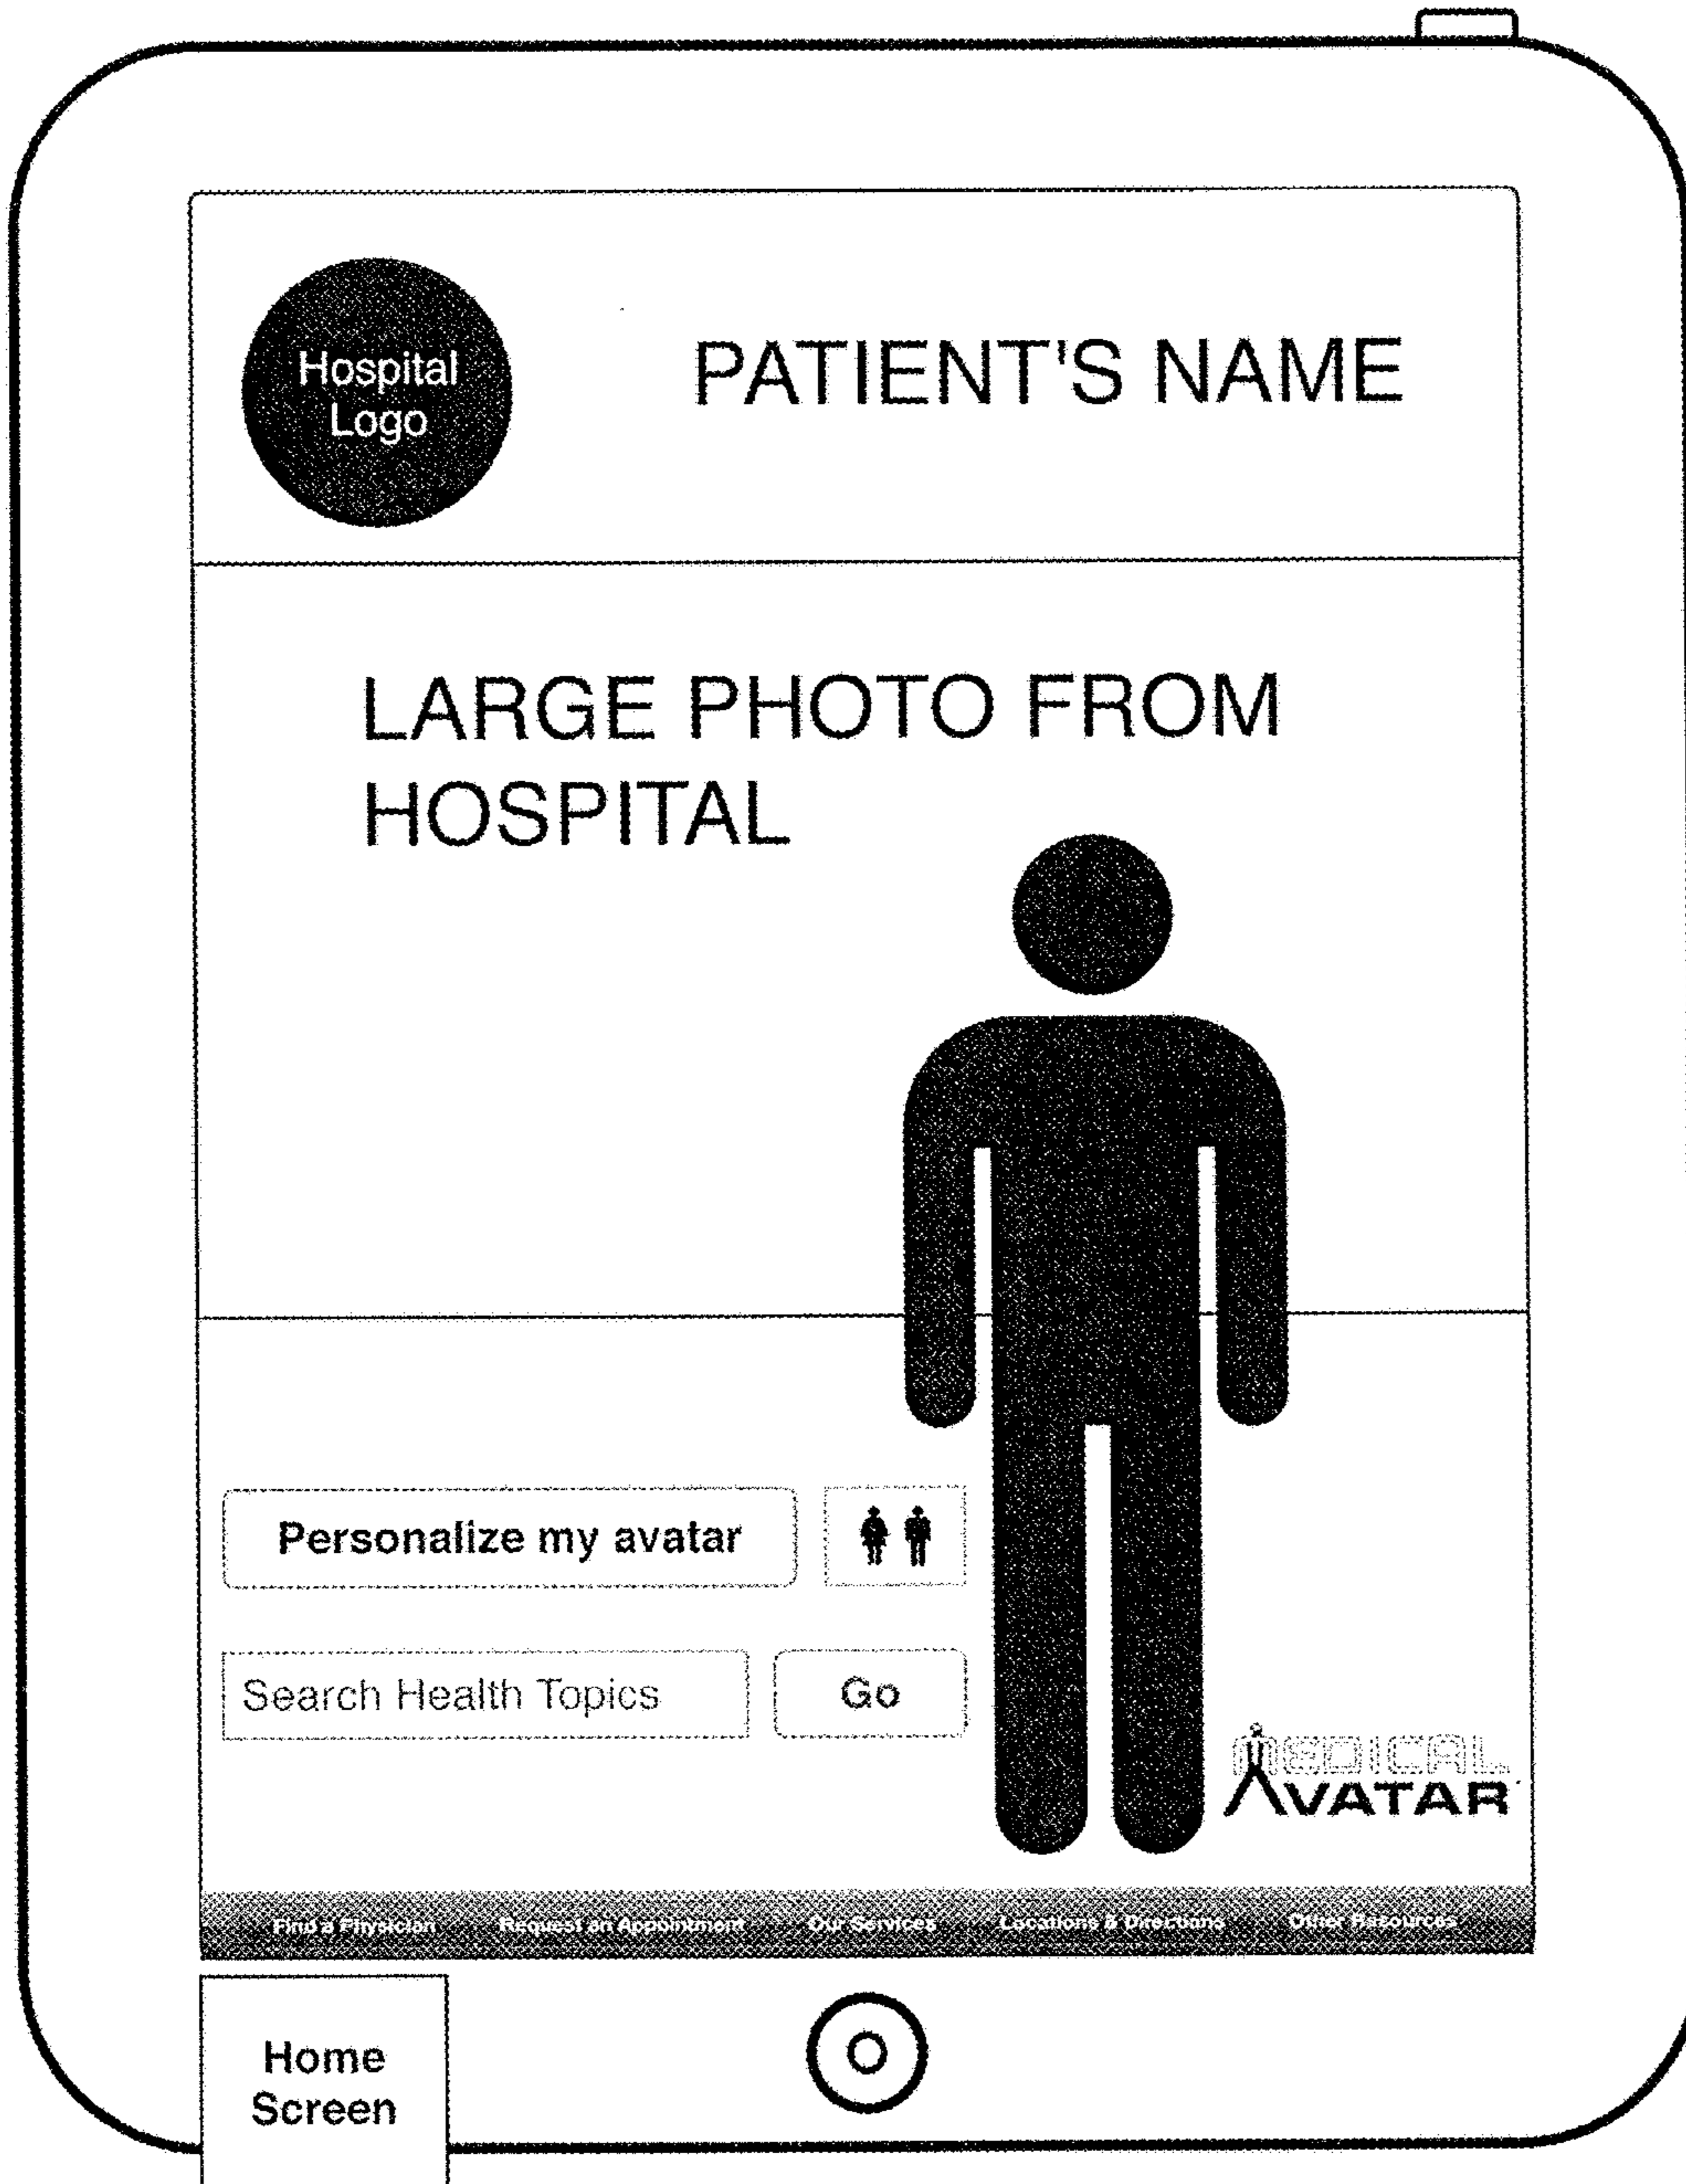 Hospital
Logo
PATIENT'S NAME
LARGE PHOTO FROM
HOSPITAL
Personalize my avatar
Search Health Topics
Go
MEDICAL
AVATAR
Find a Physician
Request an Appointment
Our Services
Locations & Directions
Other Resources
Home
Screen